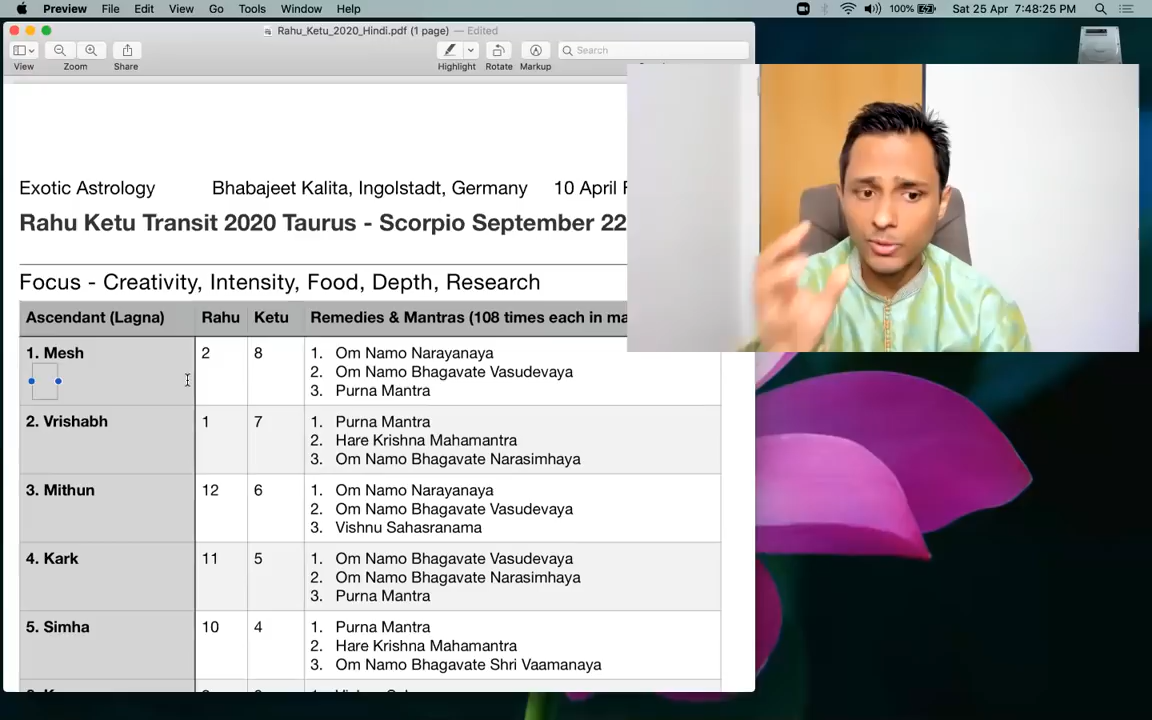 Preview File Edit View Go Tools Window Help 100% Sat 25 Apr 7:48:25 PM
Rahu_Ketu_2020_Hindi.pdf (1 page) — Edited
Search
View Zoom Share Highlight Rotate Markup
Exotic Astrology Bhabajeet Kalita, Ingolstadt, Germany 10 April
Rahu Ketu Transit 2020 Taurus - Scorpio September 22
Focus - Creativity, Intensity, Food, Depth, Research
Ascendant (Lagna) Rahu Ketu Remedies & Mantras (108 times each in
1. Mesh 2 8 1. Om Namo Narayanaya
2. Om Namo Bhagavate Vasudevaya
3. Purna Mantra
2. Vrishabh 1 7 1. Purna Mantra
2. Hare Krishna Mahamantra
3. Om Namo Bhagavate Narasimhaya
3. Mithun 12 6 1. Om Namo Narayanaya
2. Om Namo Bhagavate Vasudevaya
3. Vishnu Sahasranama
4. Kark 11 5 1. Om Namo Bhagavate Vasudevaya
2. Om Namo Bhagavate Narasimhaya
3. Purna Mantra
5. Simha 10 4 1. Purna Mantra
2. Hare Krishna Mahamantra
3. Om Namo Bhagavate Shri Vaamanaya